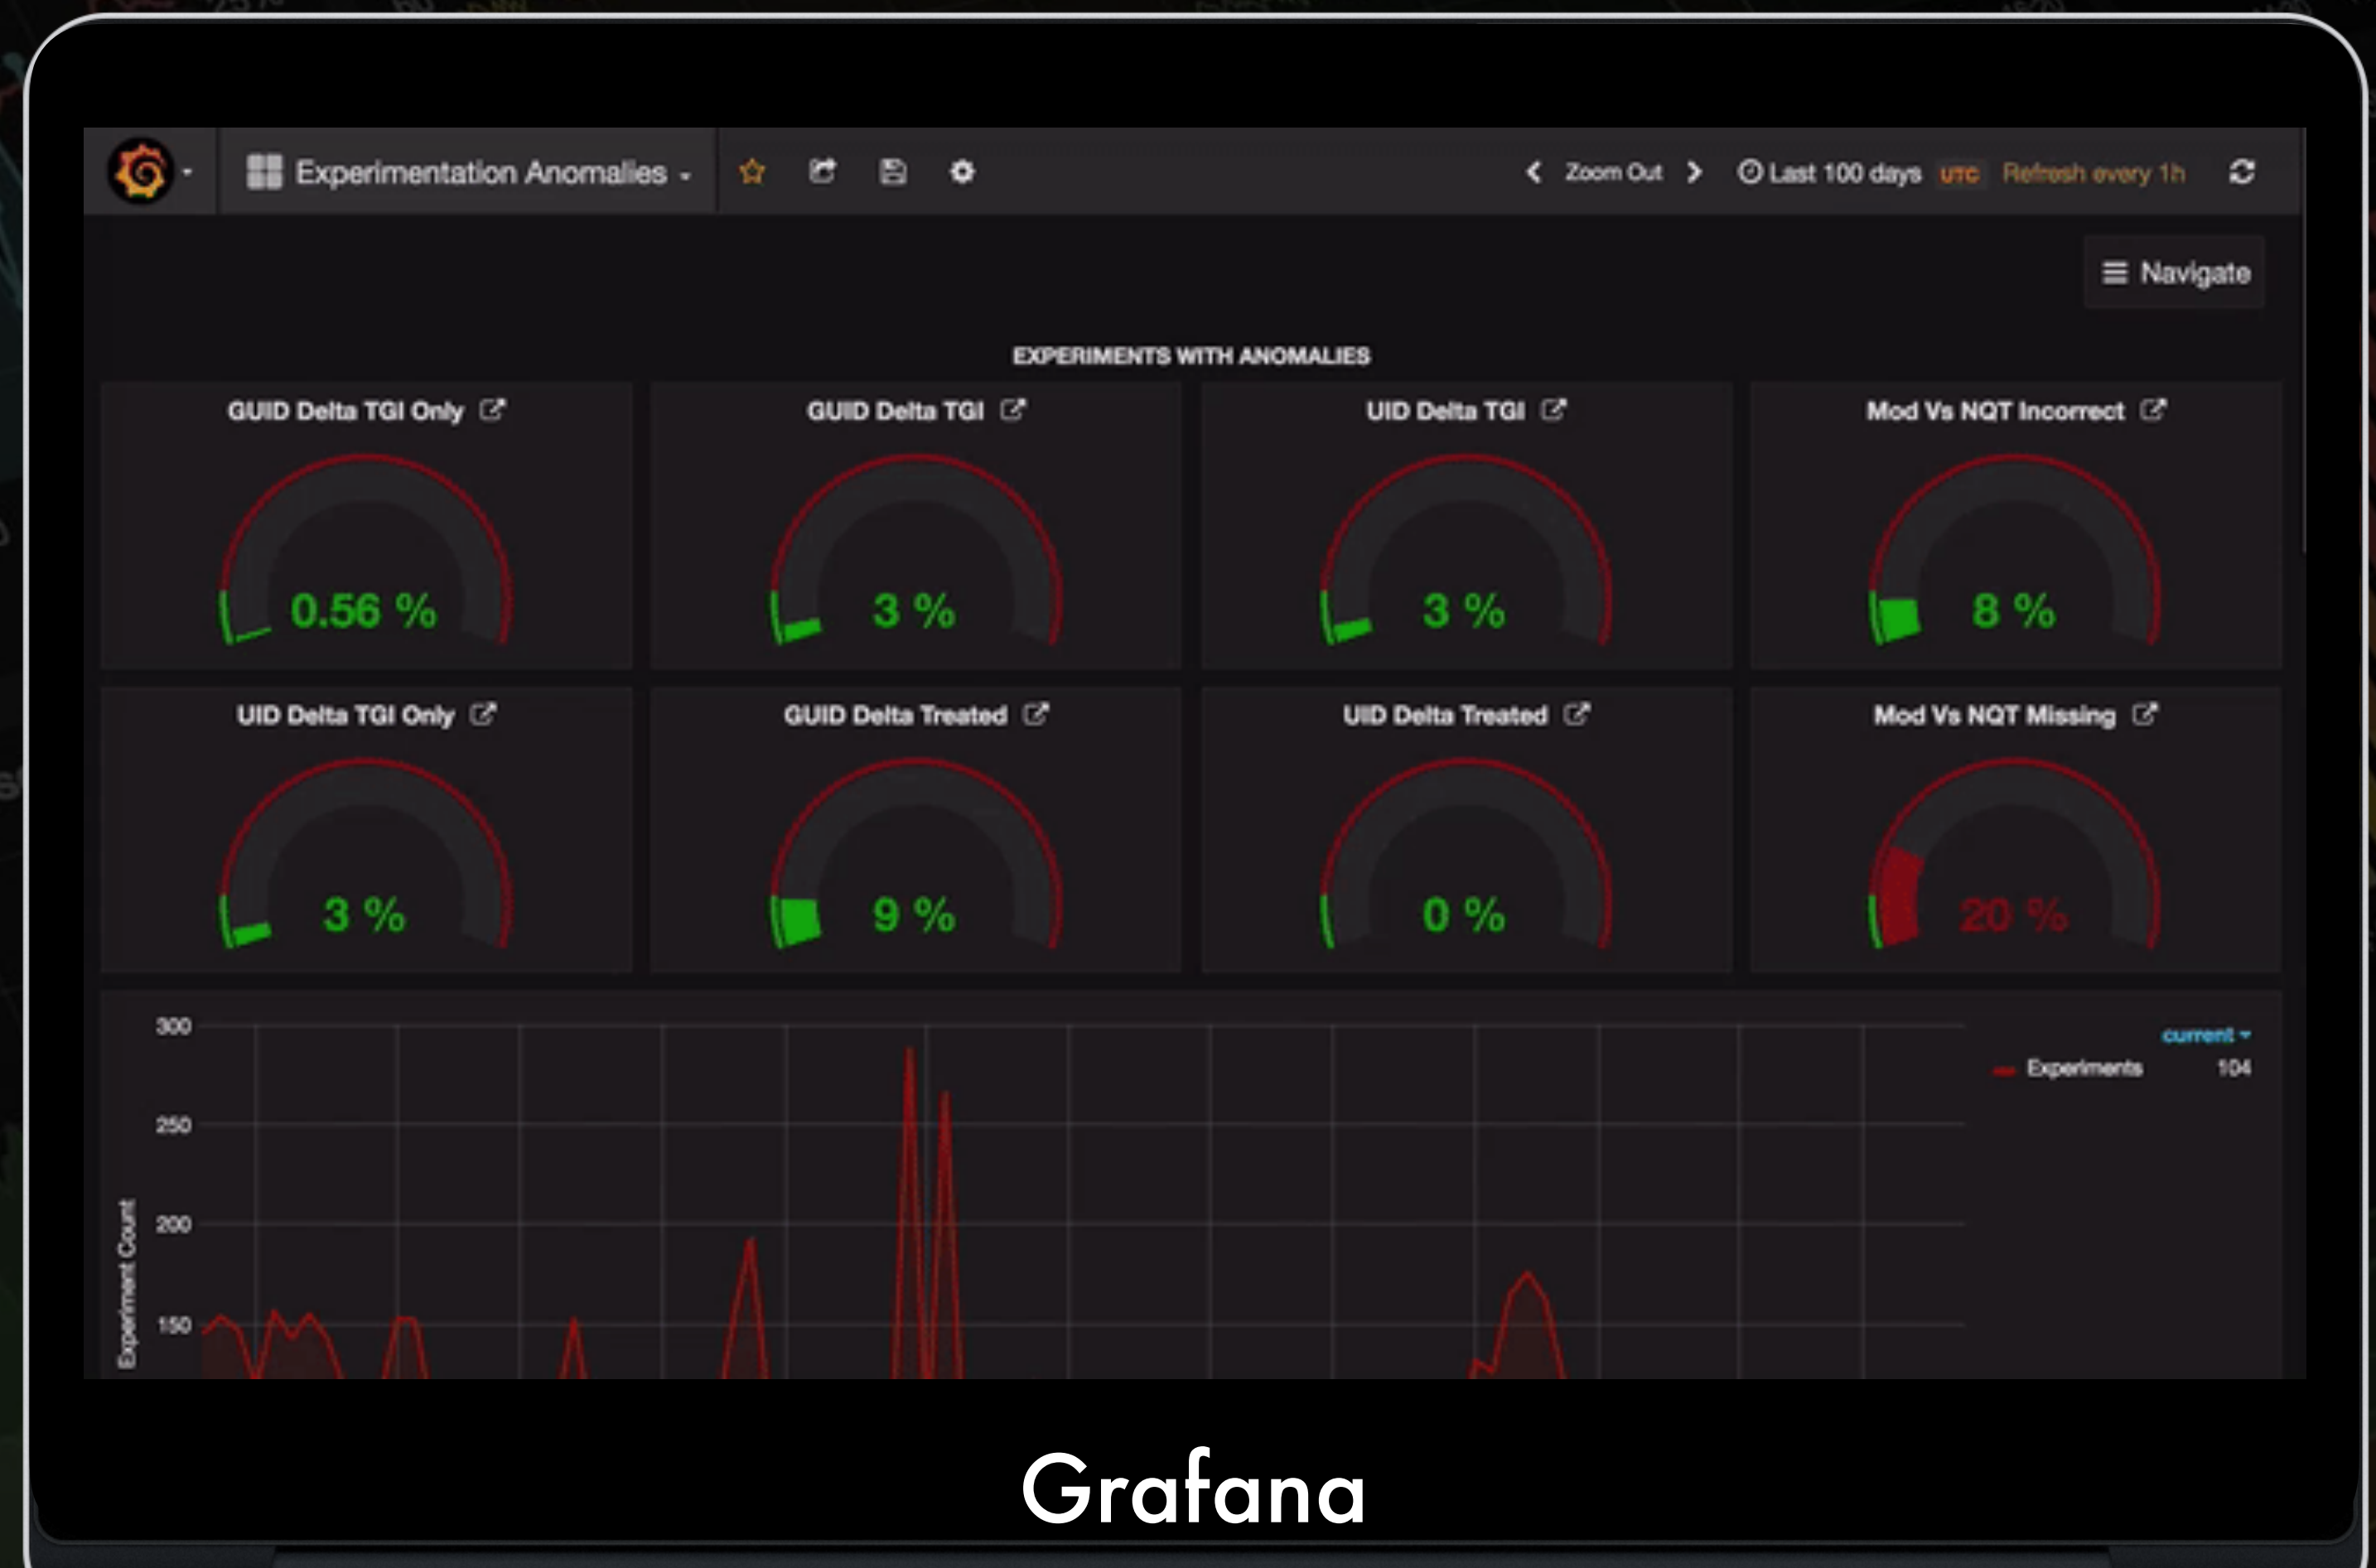 Experimentation Anomalies
Zoom Out
Last 100 days UTC Refresh every 1h
Navigate
EXPERIMENTS WITH ANOMALIES
GUID Delta TGI Only
GUID Delta TGI
UID Delta TGI
Mod Vs NQT Incorrect
0.56 %
3 %
3 %
8 %
UID Delta TGI Only
GUID Delta Treated
UID Delta Treated
Mod Vs NQT Missing
3 %
9 %
0 %
20 %
300
250
200
150
Experiment Count
current
Experiments 104
Grafana